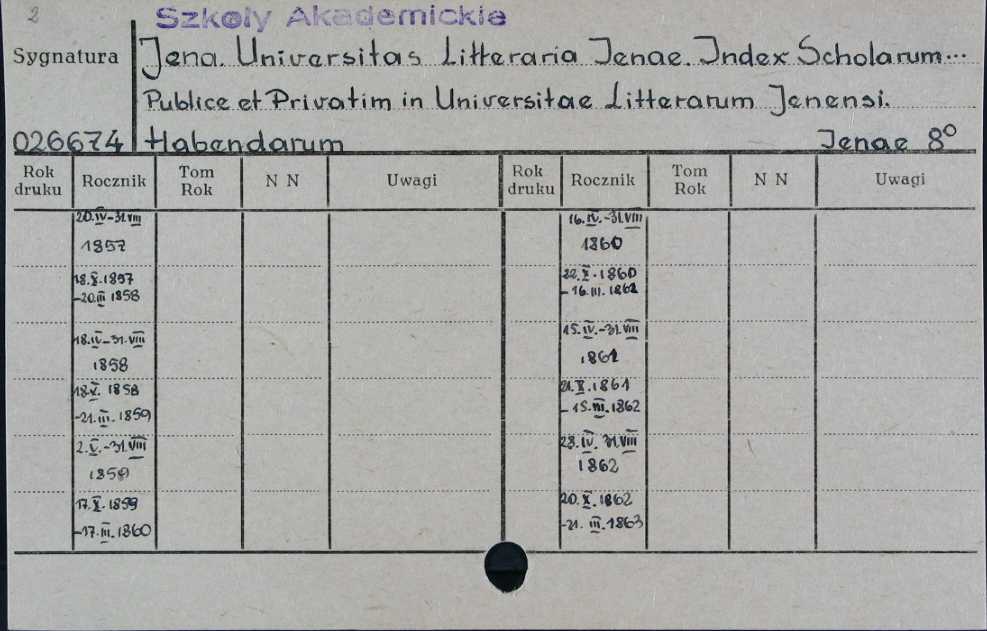 2
Szkoły Akademickie
Sygnatura
Jena. Universitas Litteraria Jenae. Index Scholarum...
Publice et Privatim in Universitae Litterarum Jenensi.
026674 Habendarum Jenae 8°
Rok druku Rocznik Tom Rok N N Uwagi Rok druku Rocznik Tom Rok N N Uwagi
20.IV-31.VIII
1857
18.X.1857
-20.III 1858
18.IV-31.VIII
1858
18.V. 1858
-21.III.1859
2.V.-31.VIII
1859
17.X.1859
-17.III.1860
16.IV.-31.VIII
1860
22.X.1860
-16.III.1861
15.IV.-31.VIII
1861
21.X.1861
-15.III.1862
28.IV. 31.VIII
1862
20.X.1862
-21.III.1863